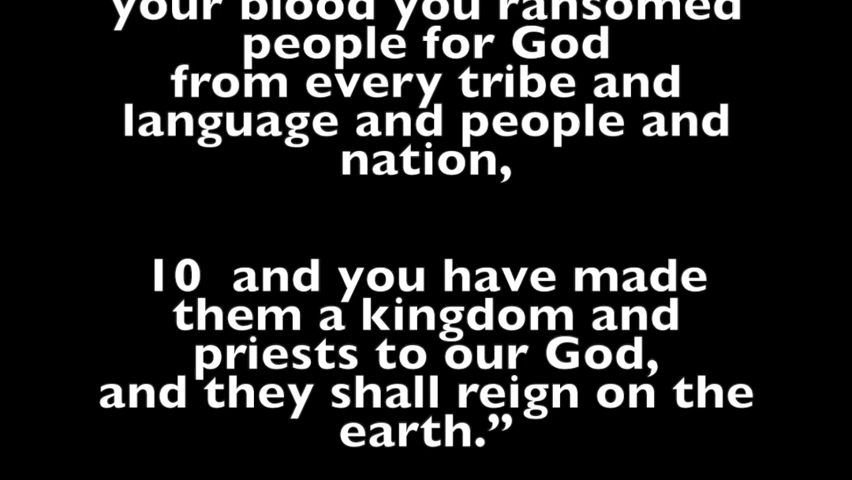 your blood you ransomed
people for God
from every tribe and
language and people and
nation,
10 and you have made
them a kingdom and
priests to our God,
and they shall reign on the
earth.”